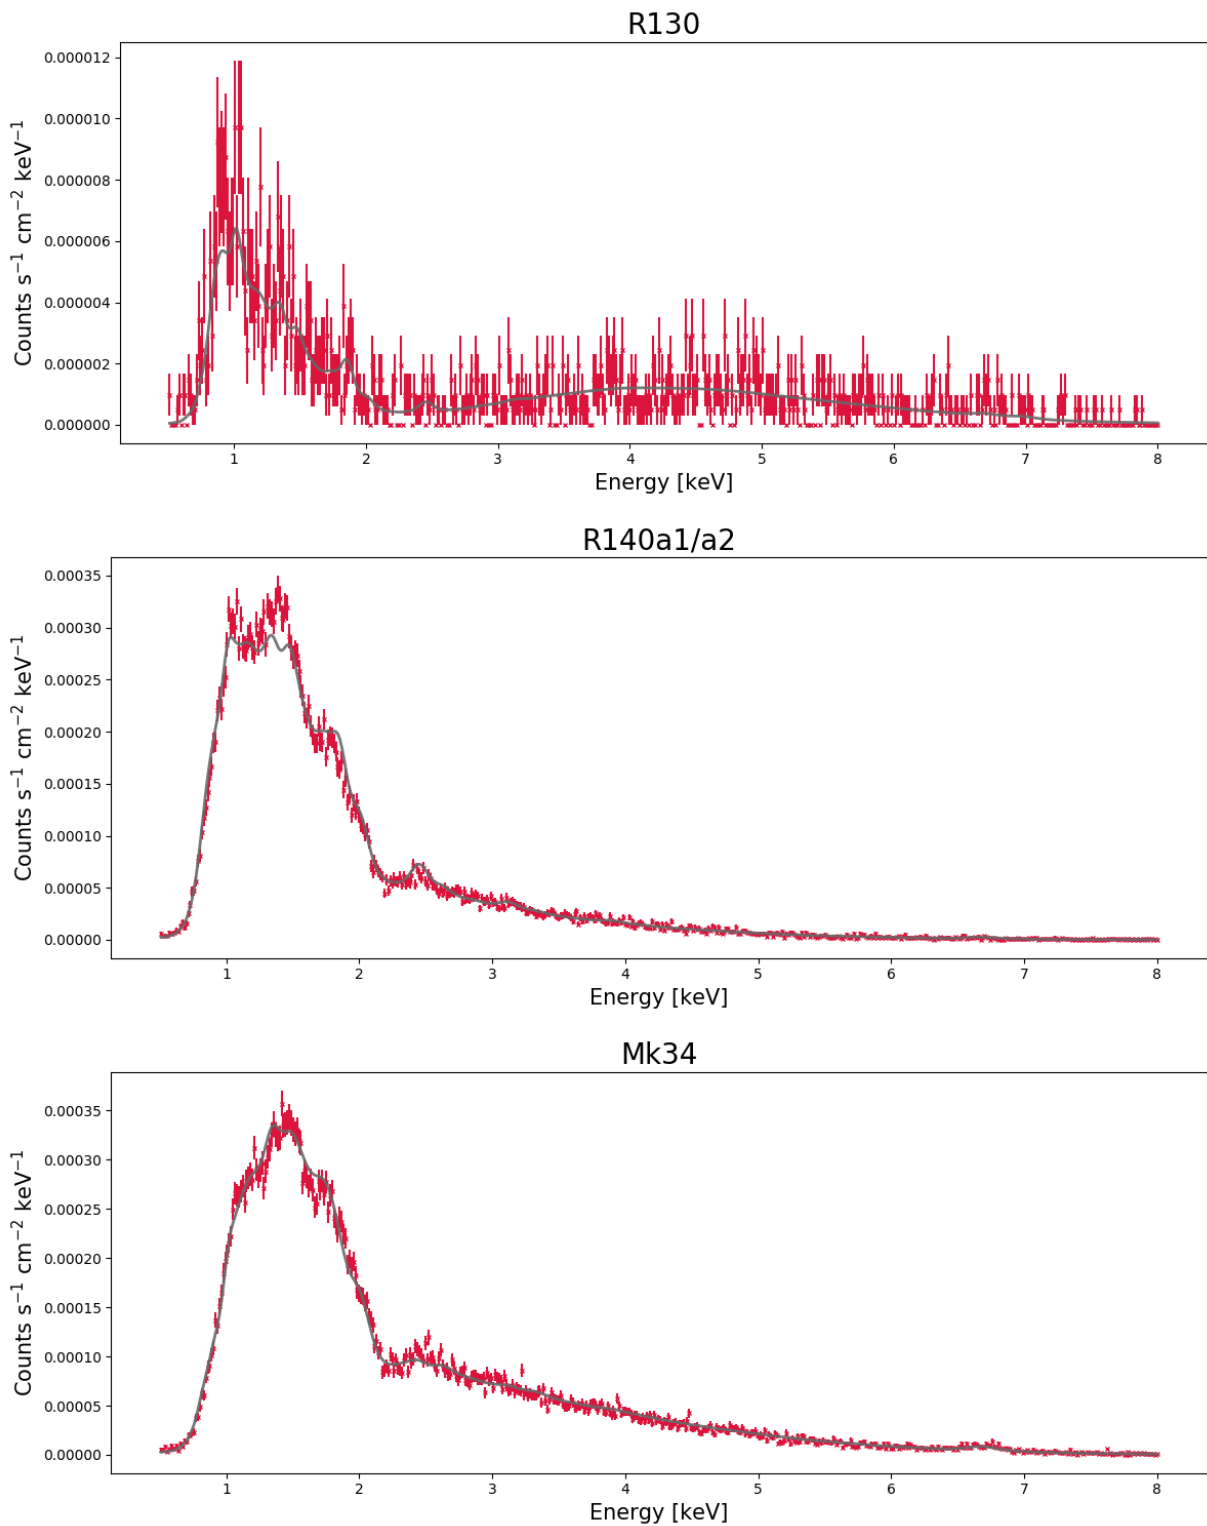 R130
0.000012
0.000010
0.000008
0.000006
0.000004
0.000002
0.000000
Counts s⁻¹ cm⁻² keV⁻¹
1 2 3 4 5 6 7 8
Energy [keV]
R140a1/a2
0.00035
0.00030
0.00025
0.00020
0.00015
0.00010
0.00005
0.00000
Counts s⁻¹ cm⁻² keV⁻¹
1 2 3 4 5 6 7 8
Energy [keV]
Mk34
0.00035
0.00030
0.00025
0.00020
0.00015
0.00010
0.00005
0.00000
Counts s⁻¹ cm⁻² keV⁻¹
1 2 3 4 5 6 7 8
Energy [keV]